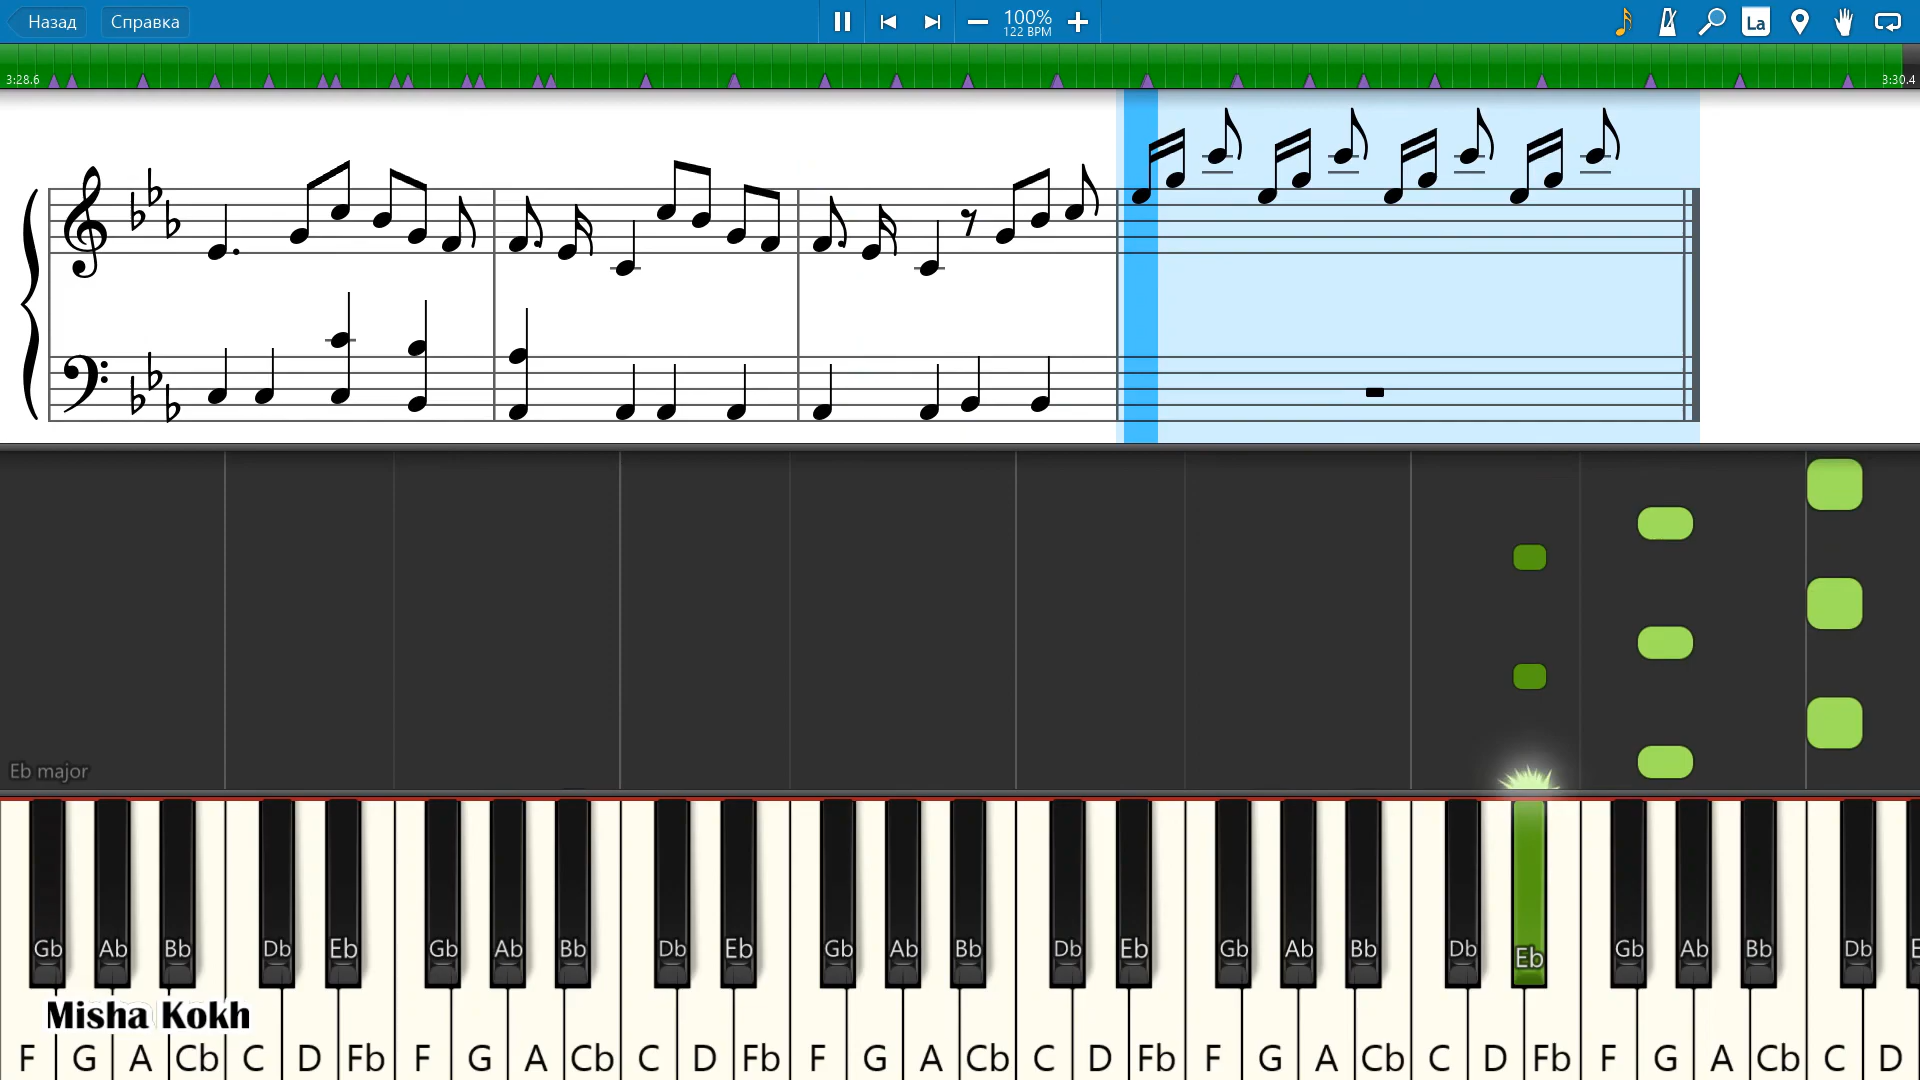 Назад Справка 100% La
122 BPM
3:28.6 3:30.4
Eb major
Gb Ab Bb Db Eb Gb Ab Bb Db Eb Gb Ab Bb Db Eb Gb Ab Bb Db Eb Gb Ab Bb Db
Misha Kokh
F G A Cb C D Fb F G A Cb C D Fb F G A Cb C D Fb F G A Cb C D Fb F G A Cb C D